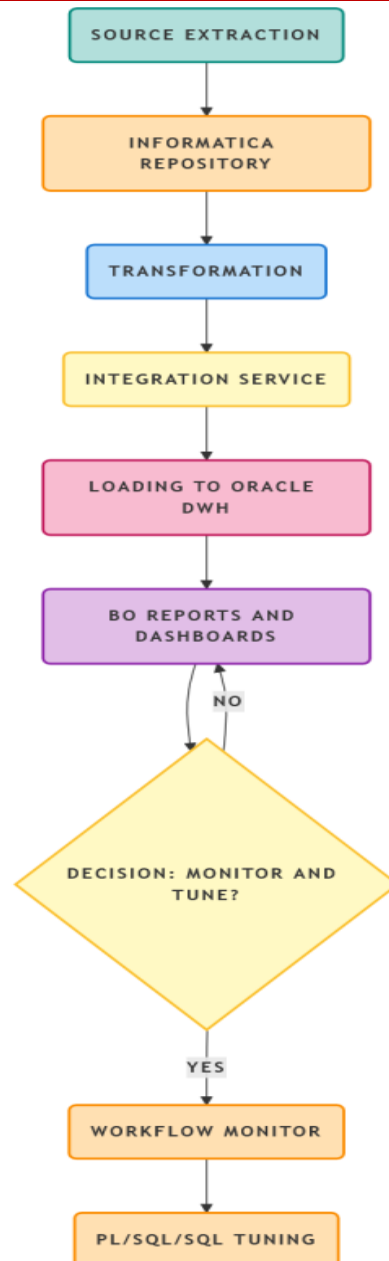 SOURCE EXTRACTION
INFORMATICA
REPOSITORY
TRANSFORMATION
INTEGRATION SERVICE
LOADING TO ORACLE
DWH
BO REPORTS AND
DASHBOARDS
NO
DECISION: MONITOR AND
TUNE?
YES
WORKFLOW MONITOR
PL/SQL/SQL TUNING